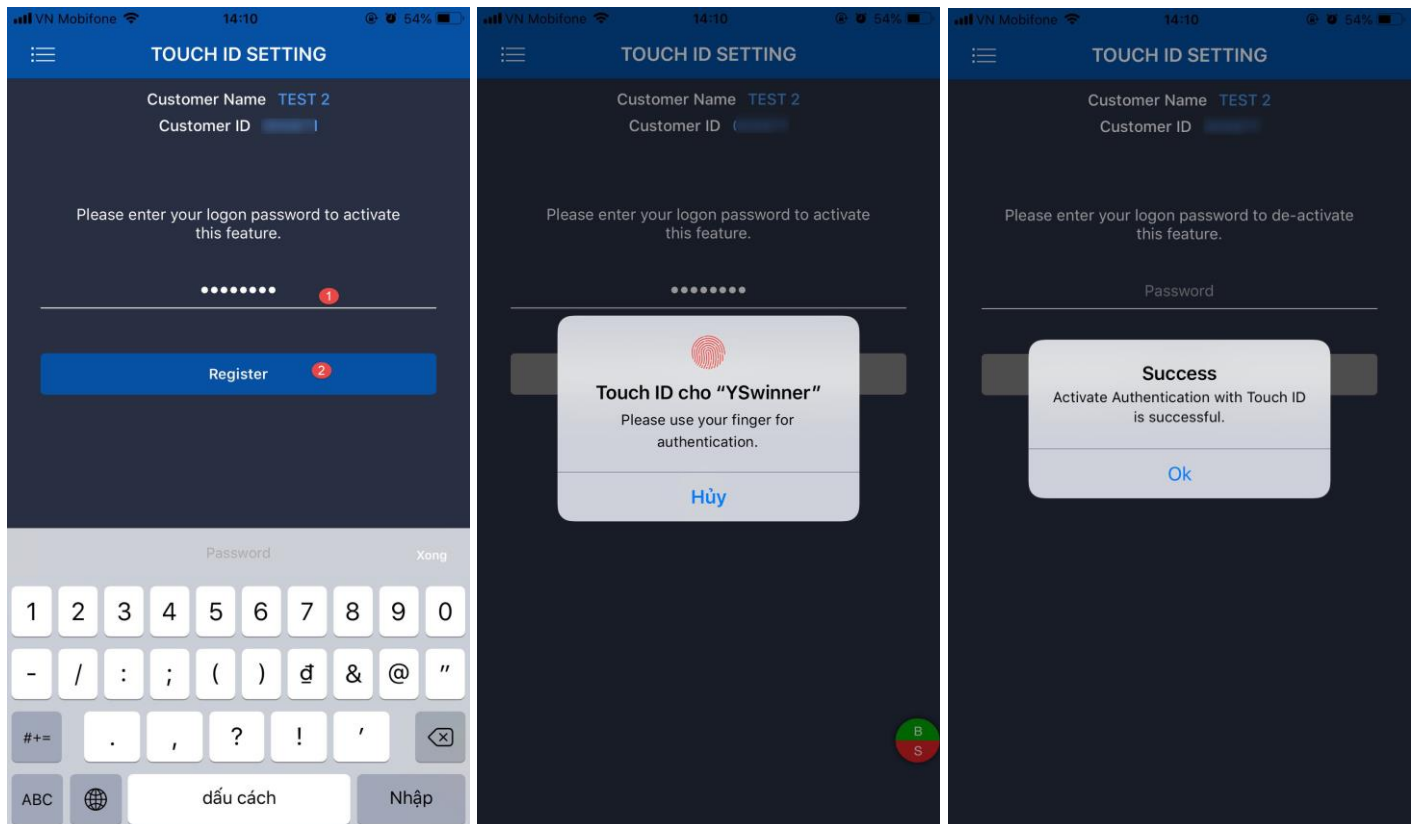 VN Mobifone 14:10 54%
TOUCH ID SETTING
Customer Name TEST 2
Customer ID
Please enter your logon password to activate
this feature.
•••••••• 1
Register 2
Password Xong
1 2 3 4 5 6 7 8 9 0
- / : ; ( ) đ & @ "
#+= . , ? ! '
ABC dấu cách Nhập
VN Mobifone 14:10 54%
TOUCH ID SETTING
Customer Name TEST 2
Customer ID
Please enter your logon password to activate
this feature.
••••••••
Touch ID cho “YSwinner”
Please use your finger for
authentication.
Hủy
B
S
VN Mobifone 14:10 54%
TOUCH ID SETTING
Customer Name TEST 2
Customer ID
Please enter your logon password to de-activate
this feature.
Password
Success
Activate Authentication with Touch ID
is successful.
Ok